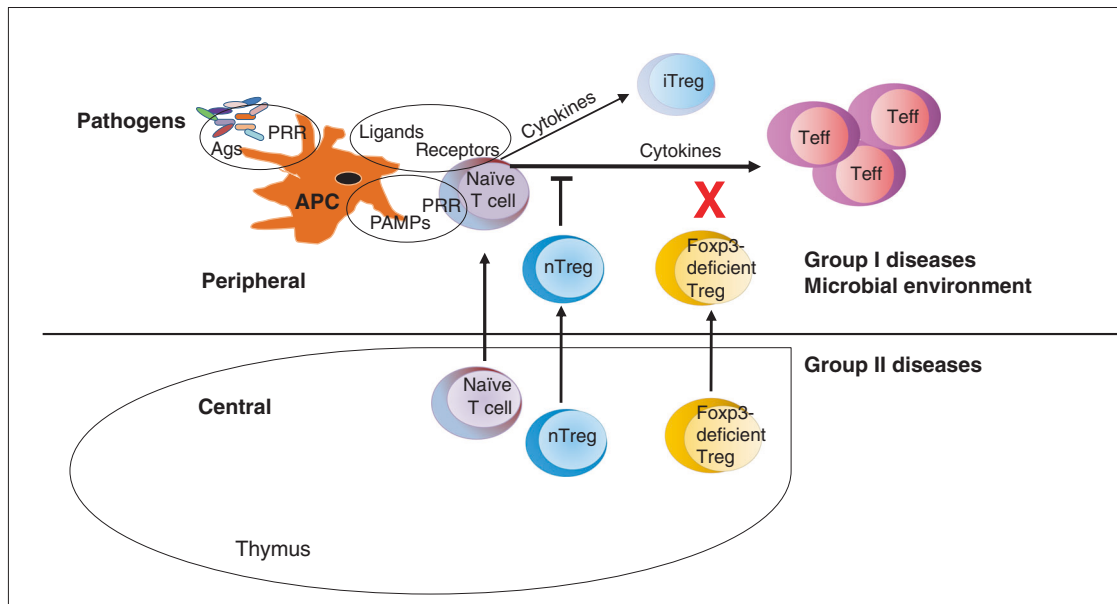 iTreg
Cytokines
Pathogens
Ags
PRR
Ligands
Receptors
Cytokines
Teff
Teff
Teff
APC
PAMPs
PRR
Naïve
T cell
X
nTreg
Foxp3-
deficient
Treg
Peripheral
Group I diseases
Microbial environment
Group II diseases
Central
Naïve
T cell
nTreg
Foxp3-
deficient
Treg
Thymus